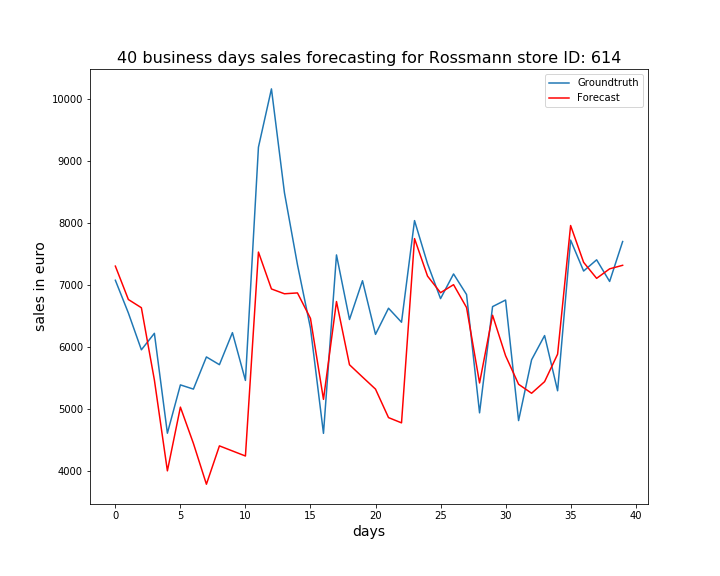 40 business days sales forecasting for Rossmann store ID: 614
Groundtruth
Forecast
10000
9000
8000
7000
6000
5000
4000
sales in euro
0 5 10 15 20 25 30 35 40
days